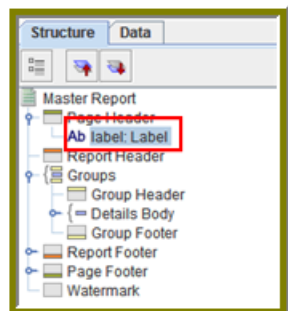 Structure Data
Master Report
Page Header
Ab label: Label
Report Header
Groups
Group Header
Details Body
Group Footer
Report Footer
Page Footer
Watermark